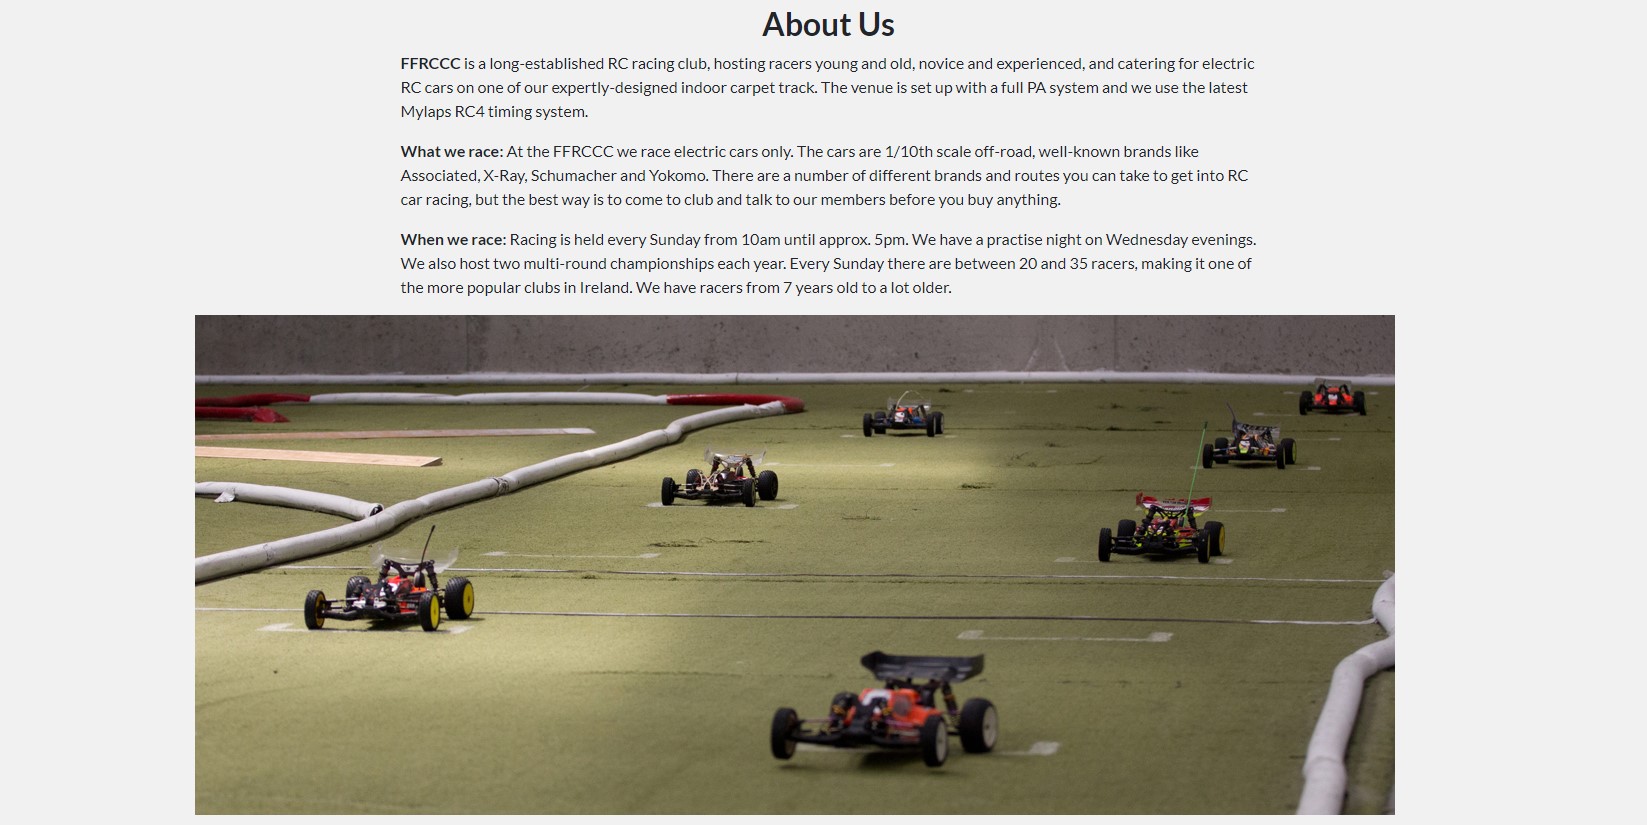 About Us
FFRCCC is a long-established RC racing club, hosting racers young and old, novice and experienced, and catering for electric
RC cars on one of our expertly-designed indoor carpet track. The venue is set up with a full PA system and we use the latest
Mylaps RC4 timing system.
What we race: At the FFRCCC we race electric cars only. The cars are 1/10th scale off-road, well-known brands like
Associated, X-Ray, Schumacher and Yokomo. There are a number of different brands and routes you can take to get into RC
car racing, but the best way is to come to club and talk to our members before you buy anything.
When we race: Racing is held every Sunday from 10am until approx. 5pm. We have a practise night on Wednesday evenings.
We also host two multi-round championships each year. Every Sunday there are between 20 and 35 racers, making it one of
the more popular clubs in Ireland. We have racers from 7 years old to a lot older.